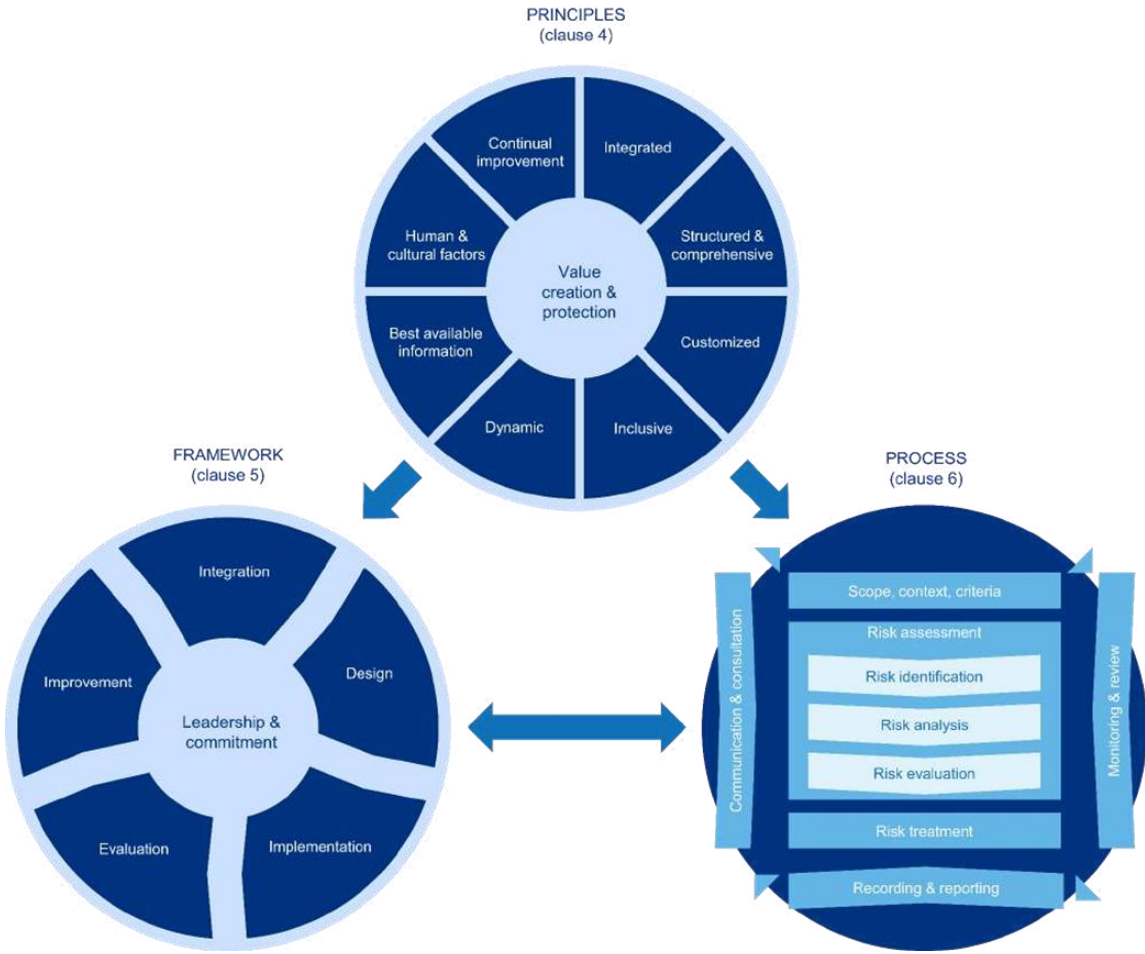 PRINCIPLES
(clause 4)
Continual
improvement
Integrated
Human &
cultural factors
Structured &
comprehensive
Value
creation &
protection
Best available
information
Customized
Dynamic
Inclusive
FRAMEWORK
(clause 5)
Integration
Improvement
Design
Leadership &
commitment
Evaluation
Implementation
PROCESS
(clause 6)
Scope, context, criteria
Communication & consultation
Risk assessment
Risk identification
Risk analysis
Risk evaluation
Monitoring & review
Risk treatment
Recording & reporting